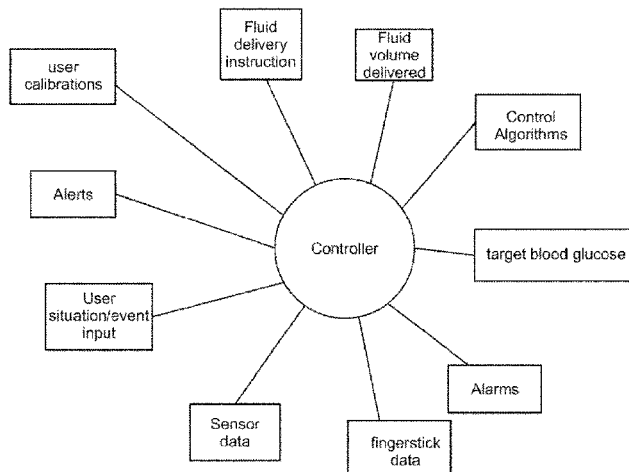 Fluid
delivery
instruction
Fluid
volume
delivered
user
calibrations
Control
Algorithms
Alerts
Controller
target blood glucose
User
situation/event
input
Alarms
Sensor
data
fingerstick
data